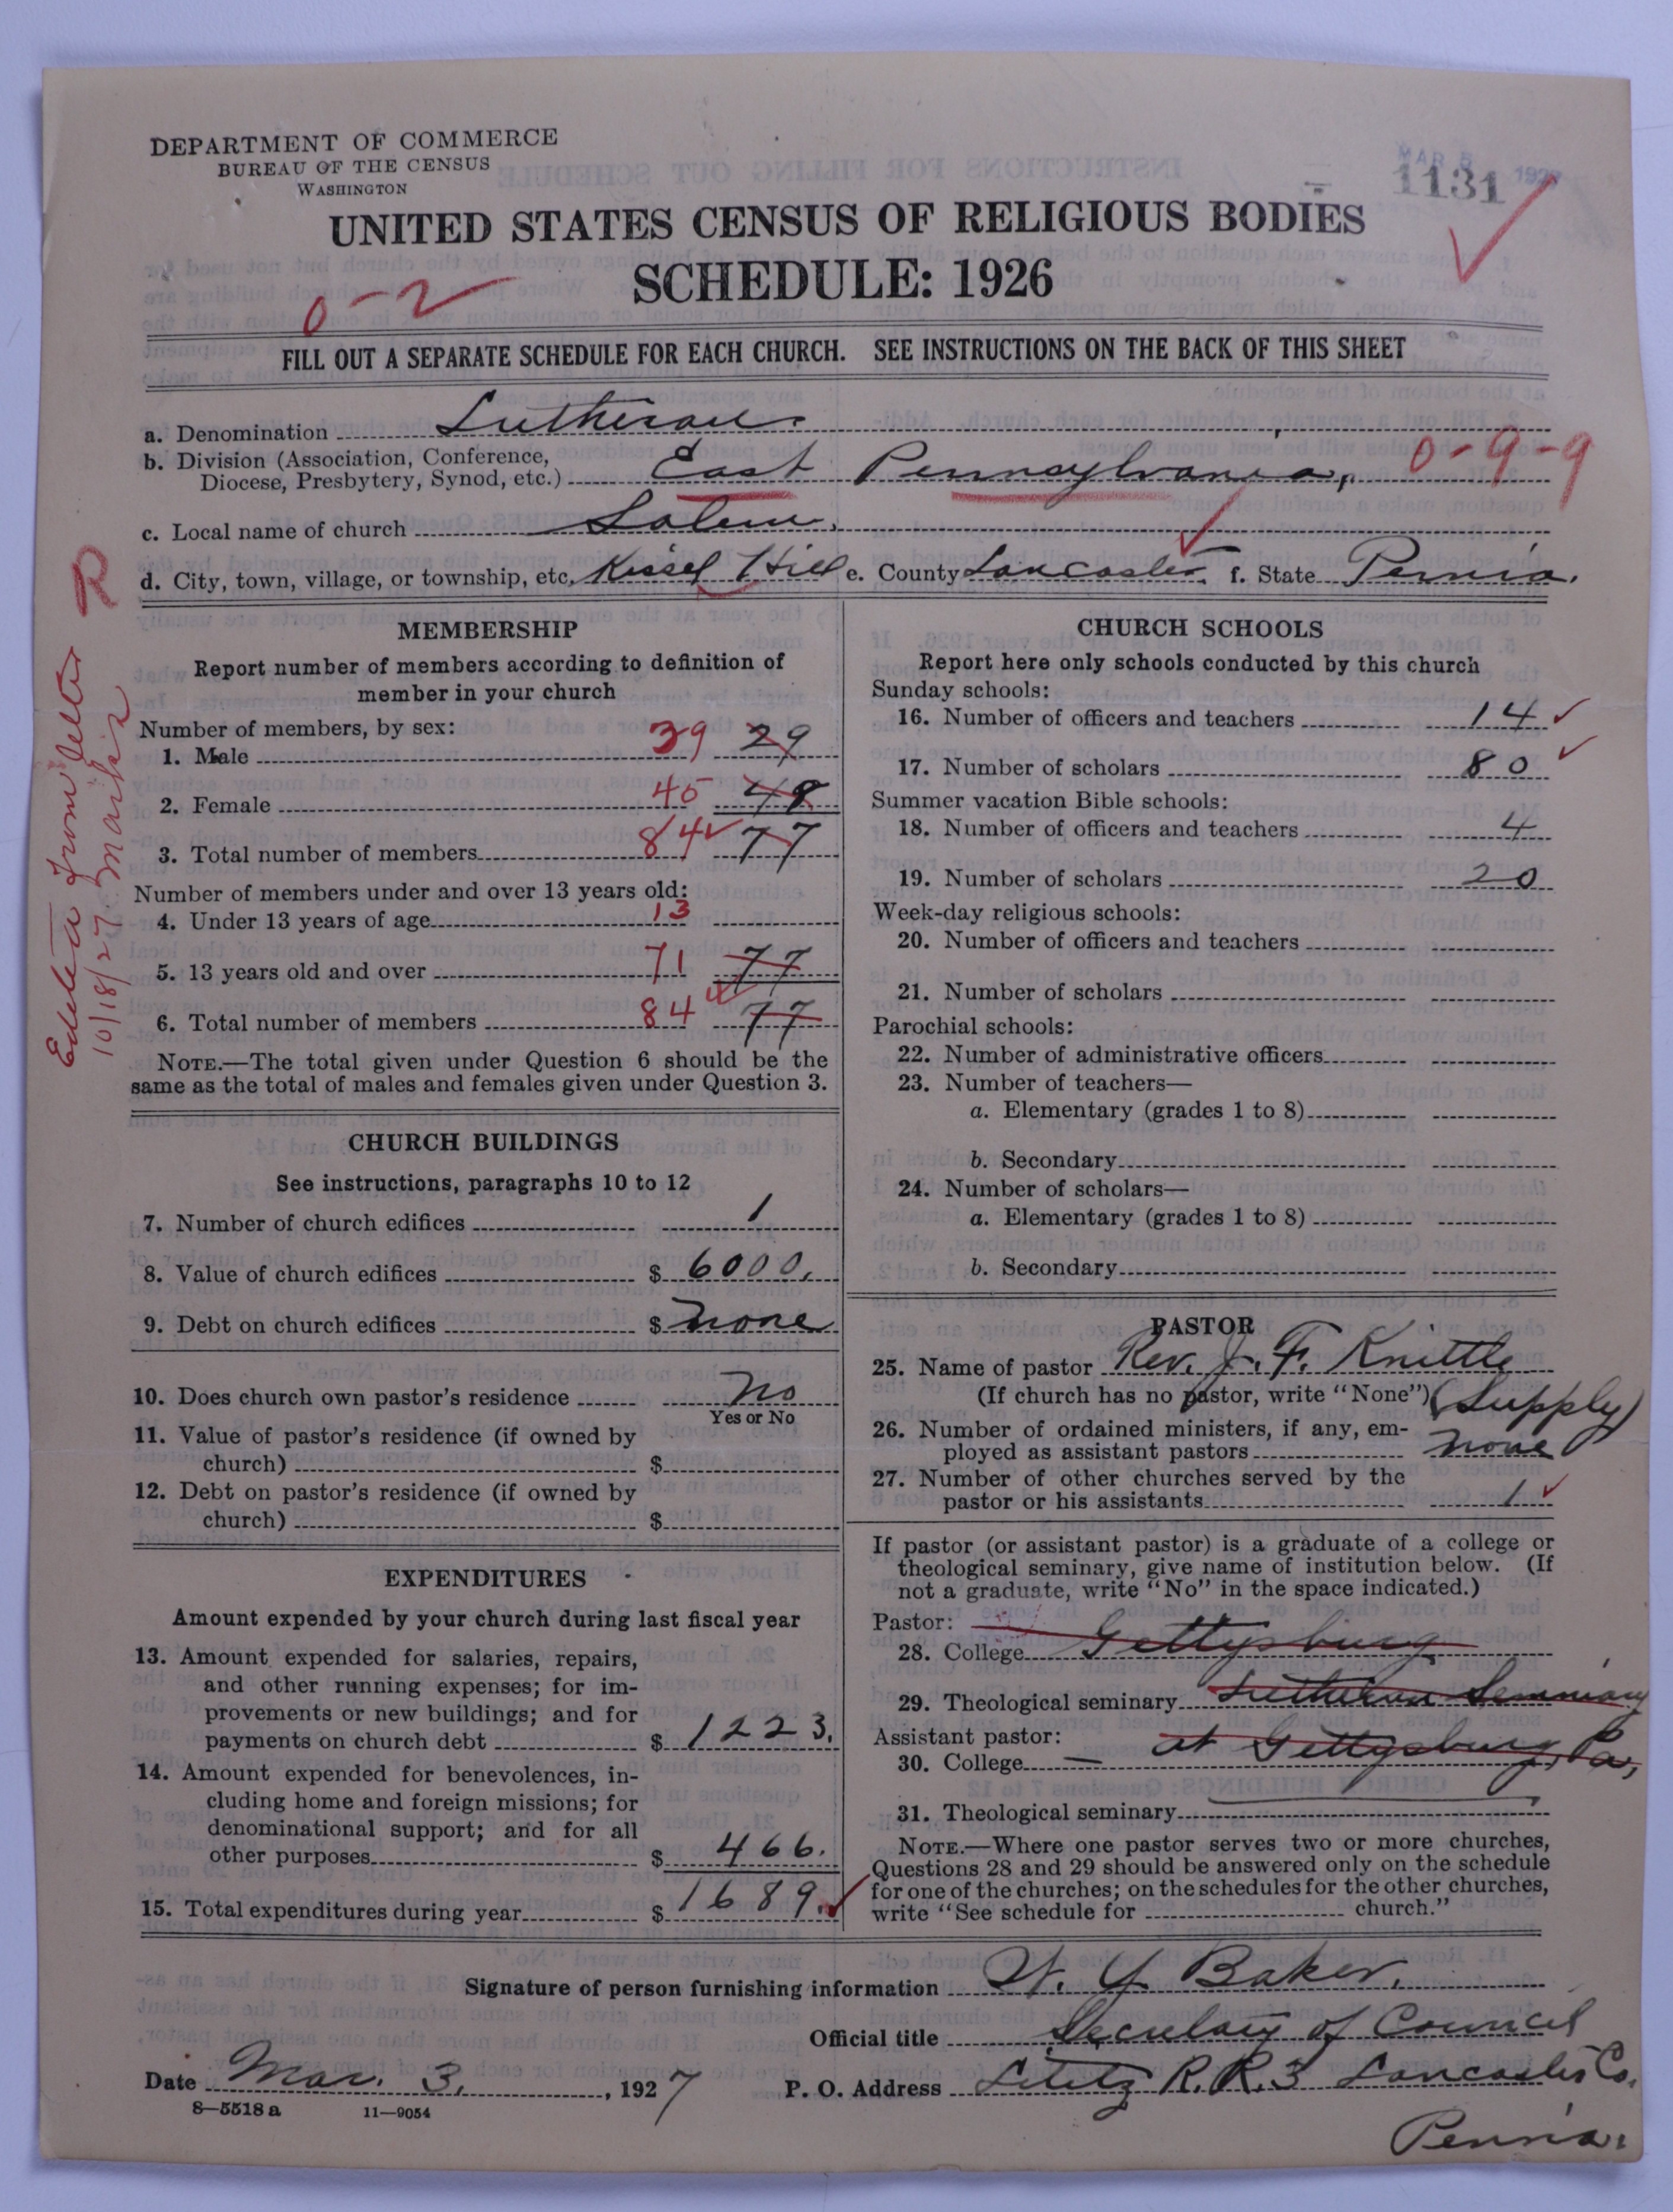 DEPARTMENT OF COMMERCE
BUREAU OF THE CENSUS
WASHINGTON
MAR 5 1927
1131
UNITED STATES CENSUS OF RELIGIOUS BODIES
SCHEDULE: 1926
0-2
FILL OUT A SEPARATE SCHEDULE FOR EACH CHURCH. SEE INSTRUCTIONS ON THE BACK OF THIS SHEET
a. Denomination Lutheran
b. Division (Association, Conference, Diocese, Presbytery, Synod, etc.) East Pennsylvania, 0-9-9
c. Local name of church Salem.
d. City, town, village, or township, etc. Kissel Hill e. County Lancaster. f. State Penna.
MEMBERSHIP
Report number of members according to definition of
member in your church
Number of members, by sex:
1. Male 39 29
2. Female 45 48
3. Total number of members 84 77
Number of members under and over 13 years old:
4. Under 13 years of age 13
5. 13 years old and over 71 77
6. Total number of members 84 77
NOTE.—The total given under Question 6 should be the
same as the total of males and females given under Question 3.
CHURCH BUILDINGS
See instructions, paragraphs 10 to 12
7. Number of church edifices 1
8. Value of church edifices $ 6000.
9. Debt on church edifices $ none
10. Does church own pastor's residence No
Yes or No
11. Value of pastor's residence (if owned by
church) $
12. Debt on pastor's residence (if owned by
church) $
EXPENDITURES
Amount expended by your church during last fiscal year
13. Amount expended for salaries, repairs,
and other running expenses; for im-
provements or new buildings; and for
payments on church debt $ 1223.
14. Amount expended for benevolences, in-
cluding home and foreign missions; for
denominational support; and for all
other purposes $ 466.
15. Total expenditures during year $ 1689.
CHURCH SCHOOLS
Report here only schools conducted by this church
Sunday schools:
16. Number of officers and teachers 14
17. Number of scholars 80
Summer vacation Bible schools:
18. Number of officers and teachers 4
19. Number of scholars 20
Week-day religious schools:
20. Number of officers and teachers
21. Number of scholars
Parochial schools:
22. Number of administrative officers
23. Number of teachers—
a. Elementary (grades 1 to 8)
b. Secondary
24. Number of scholars—
a. Elementary (grades 1 to 8)
b. Secondary
PASTOR
25. Name of pastor Rev. J. F. Knittle
(If church has no pastor, write "None") (Supply)
26. Number of ordained ministers, if any, em-
ployed as assistant pastors none
27. Number of other churches served by the
pastor or his assistants 1
If pastor (or assistant pastor) is a graduate of a college or
theological seminary, give name of institution below. (If
not a graduate, write "No" in the space indicated.)
Pastor:
28. College Gettysburg
29. Theological seminary Lutheran Seminary
Assistant pastor: at Gettysburg, Pa,
30. College —
31. Theological seminary
NOTE.—Where one pastor serves two or more churches,
Questions 28 and 29 should be answered only on the schedule
for one of the churches; on the schedules for the other churches,
write "See schedule for church."
Signature of person furnishing information H. Y. Baker.
Official title Secretary of Council
Date Mar. 3, 1927 P. O. Address Lititz R.R.3 Lancaster Co.
Penna.
8—5518 a 11—9054
from letter
10/18/27